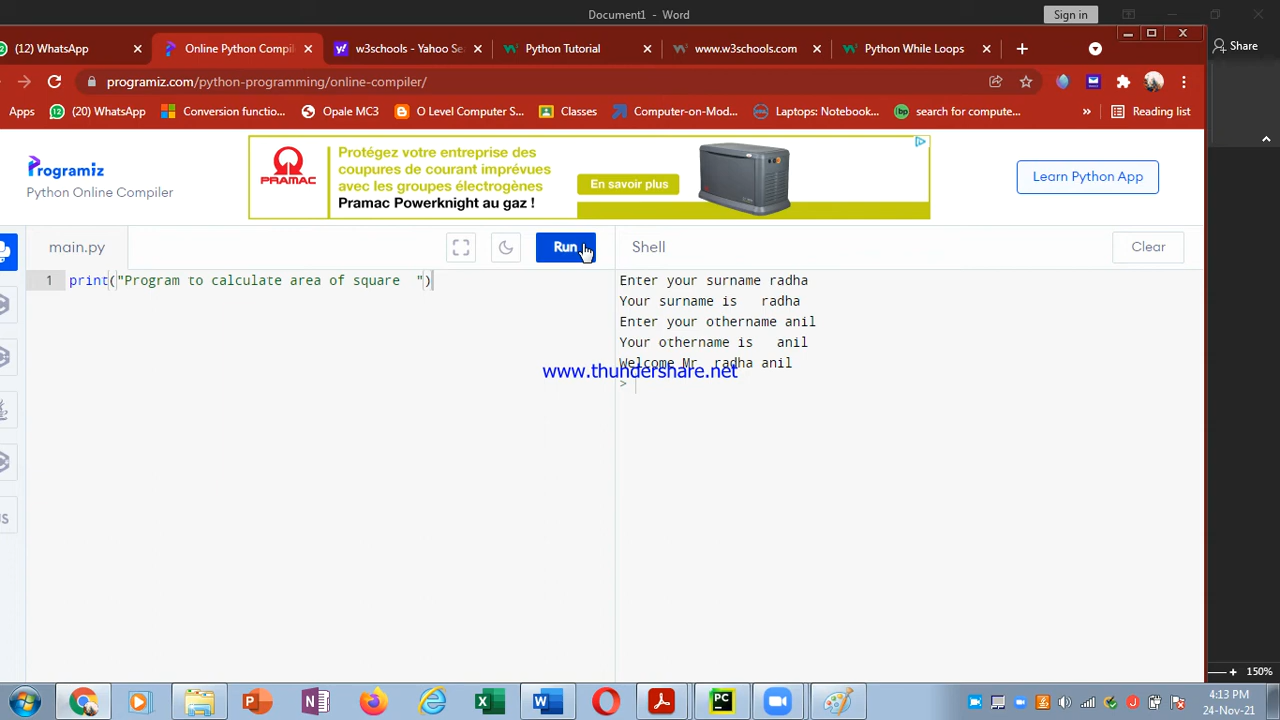 Document1 - Word
Sign in
Share
(12) WhatsApp
Online Python Compil
w3schools - Yahoo Se
Python Tutorial
www.w3schools.com
Python While Loops
programiz.com/python-programming/online-compiler/
Apps
(20) WhatsApp
Conversion functio...
Opale MC3
O Level Computer S...
Classes
Computer-on-Mod...
Laptops: Notebook...
search for compute...
»
Reading list
Programiz
Python Online Compiler
PRAMAC
Protégez votre entreprise des
coupures de courant imprévues
avec les groupes électrogènes
Pramac Powerknight au gaz !
En savoir plus
Learn Python App
main.py
Run
Shell
Clear
1 print("Program to calculate area of square  ")
Enter your surname radha
Your surname is   radha
Enter your othername anil
Your othername is   anil
Welcome Mr  radha anil
>
www.thundershare.net
150%
4:13 PM
24-Nov-21